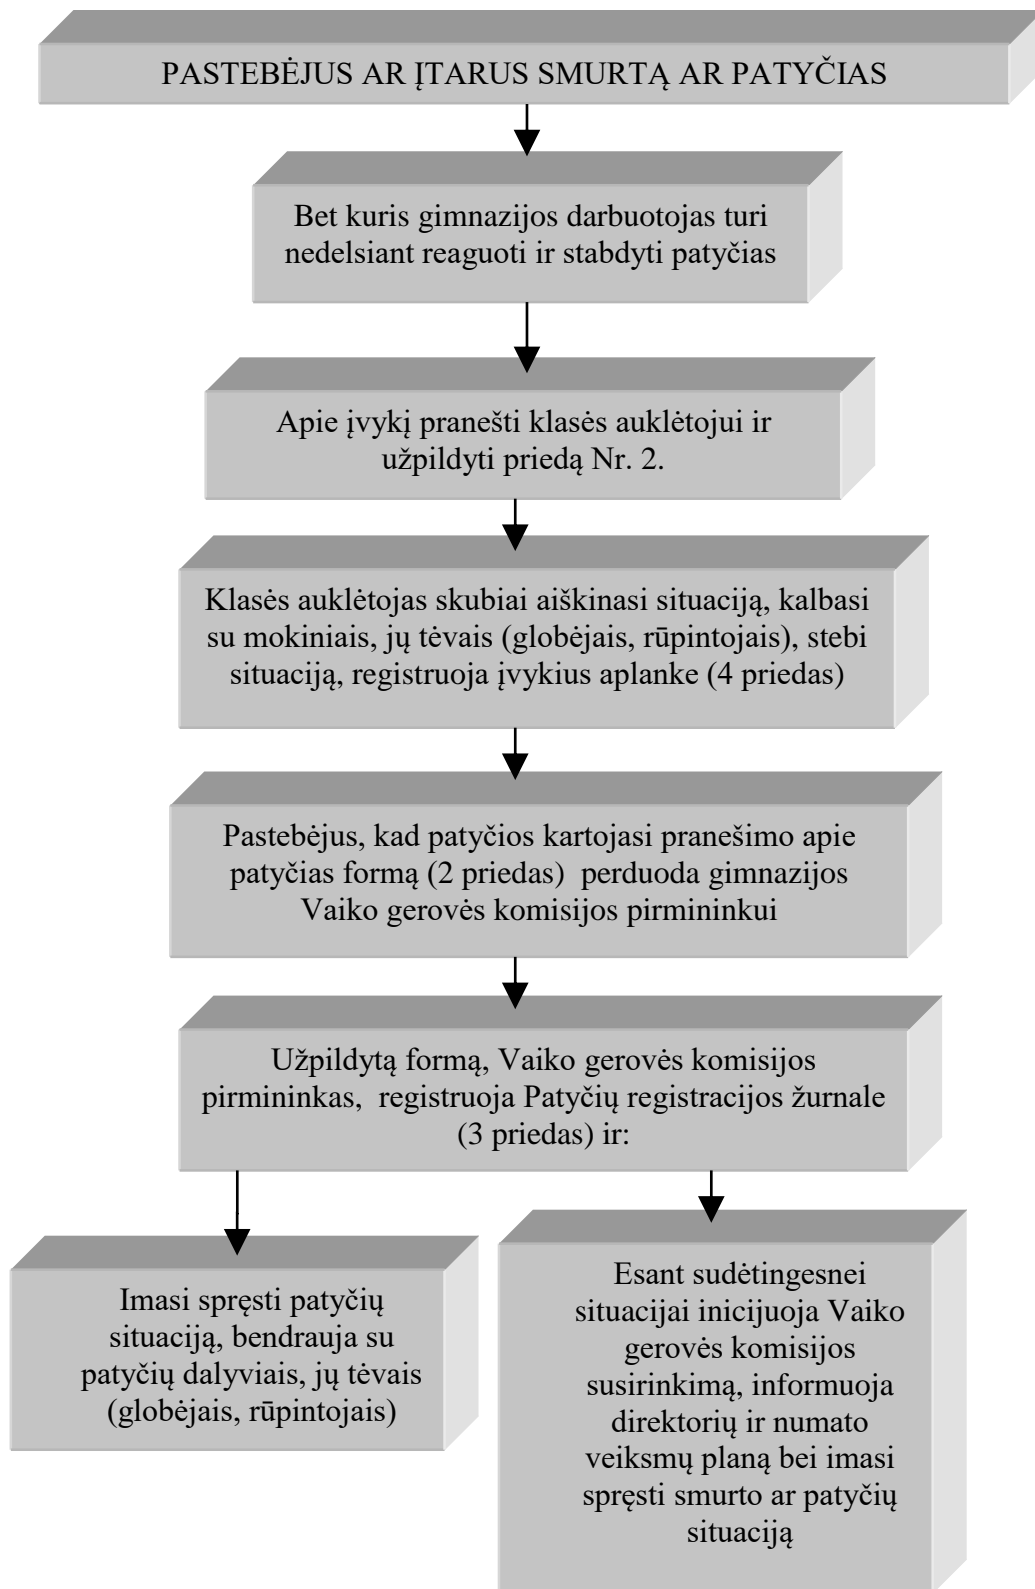 PASTEBĖJUS AR ĮTARUS SMURTĄ AR PATYČIAS
Bet kuris gimnazijos darbuotojas turi
nedelsiant reaguoti ir stabdyti patyčias
Apie įvykį pranešti klasės auklėtojui ir
užpildyti priedą Nr. 2.
Klasės auklėtojas skubiai aiškinasi situaciją, kalbasi
su mokiniais, jų tėvais (globėjais, rūpintojais), stebi
situaciją, registruoja įvykius aplanke (4 priedas)
Pastebėjus, kad patyčios kartojasi pranešimo apie
patyčias formą (2 priedas) perduoda gimnazijos
Vaiko gerovės komisijos pirmininkui
Užpildytą formą, Vaiko gerovės komisijos
pirmininkas, registruoja Patyčių registracijos žurnale
(3 priedas) ir:
Imasi spręsti patyčių
situaciją, bendrauja su
patyčių dalyviais, jų tėvais
(globėjais, rūpintojais)
Esant sudėtingesnei
situacijai inicijuoja Vaiko
gerovės komisijos
susirinkimą, informuoja
direktorių ir numato
veiksmų planą bei imasi
spręsti smurto ar patyčių
situaciją